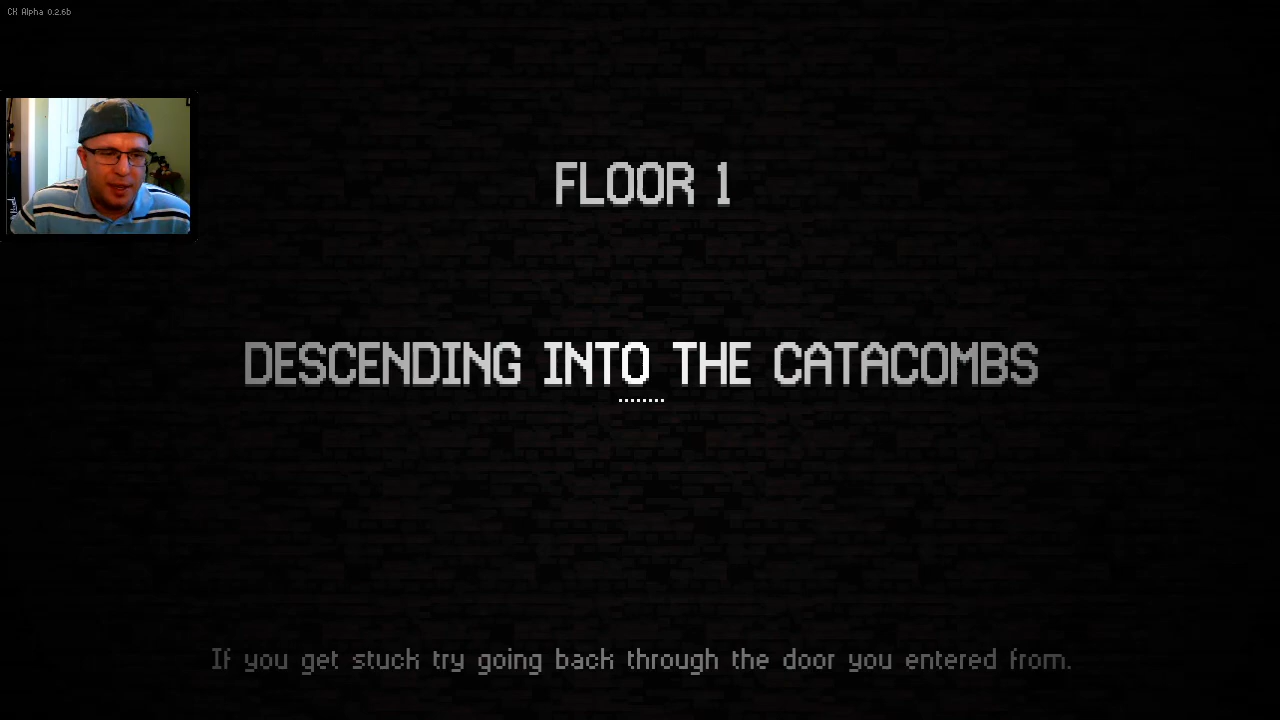 CK Alpha 0.2.6b
FLOOR 1
DESCENDING INTO THE CATACOMBS
........
If you get stuck try going back through the door you entered from.